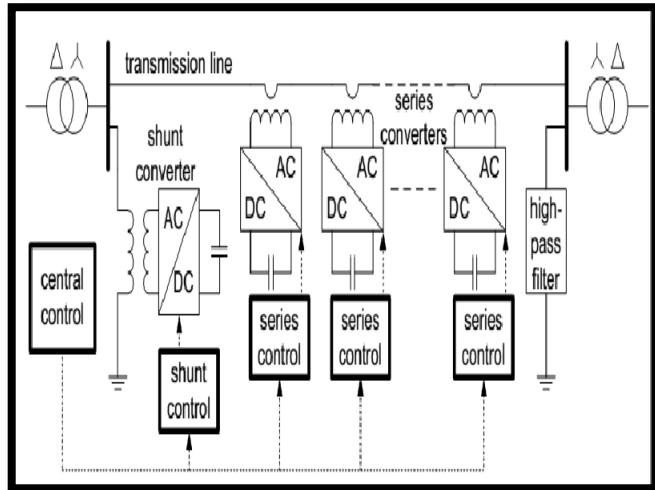 Δ Y
transmission line
Y Δ
shunt
converter
series
converters
AC
DC
AC
DC
AC
DC
AC
DC
high-
pass
filter
central
control
shunt
control
series
control
series
control
series
control